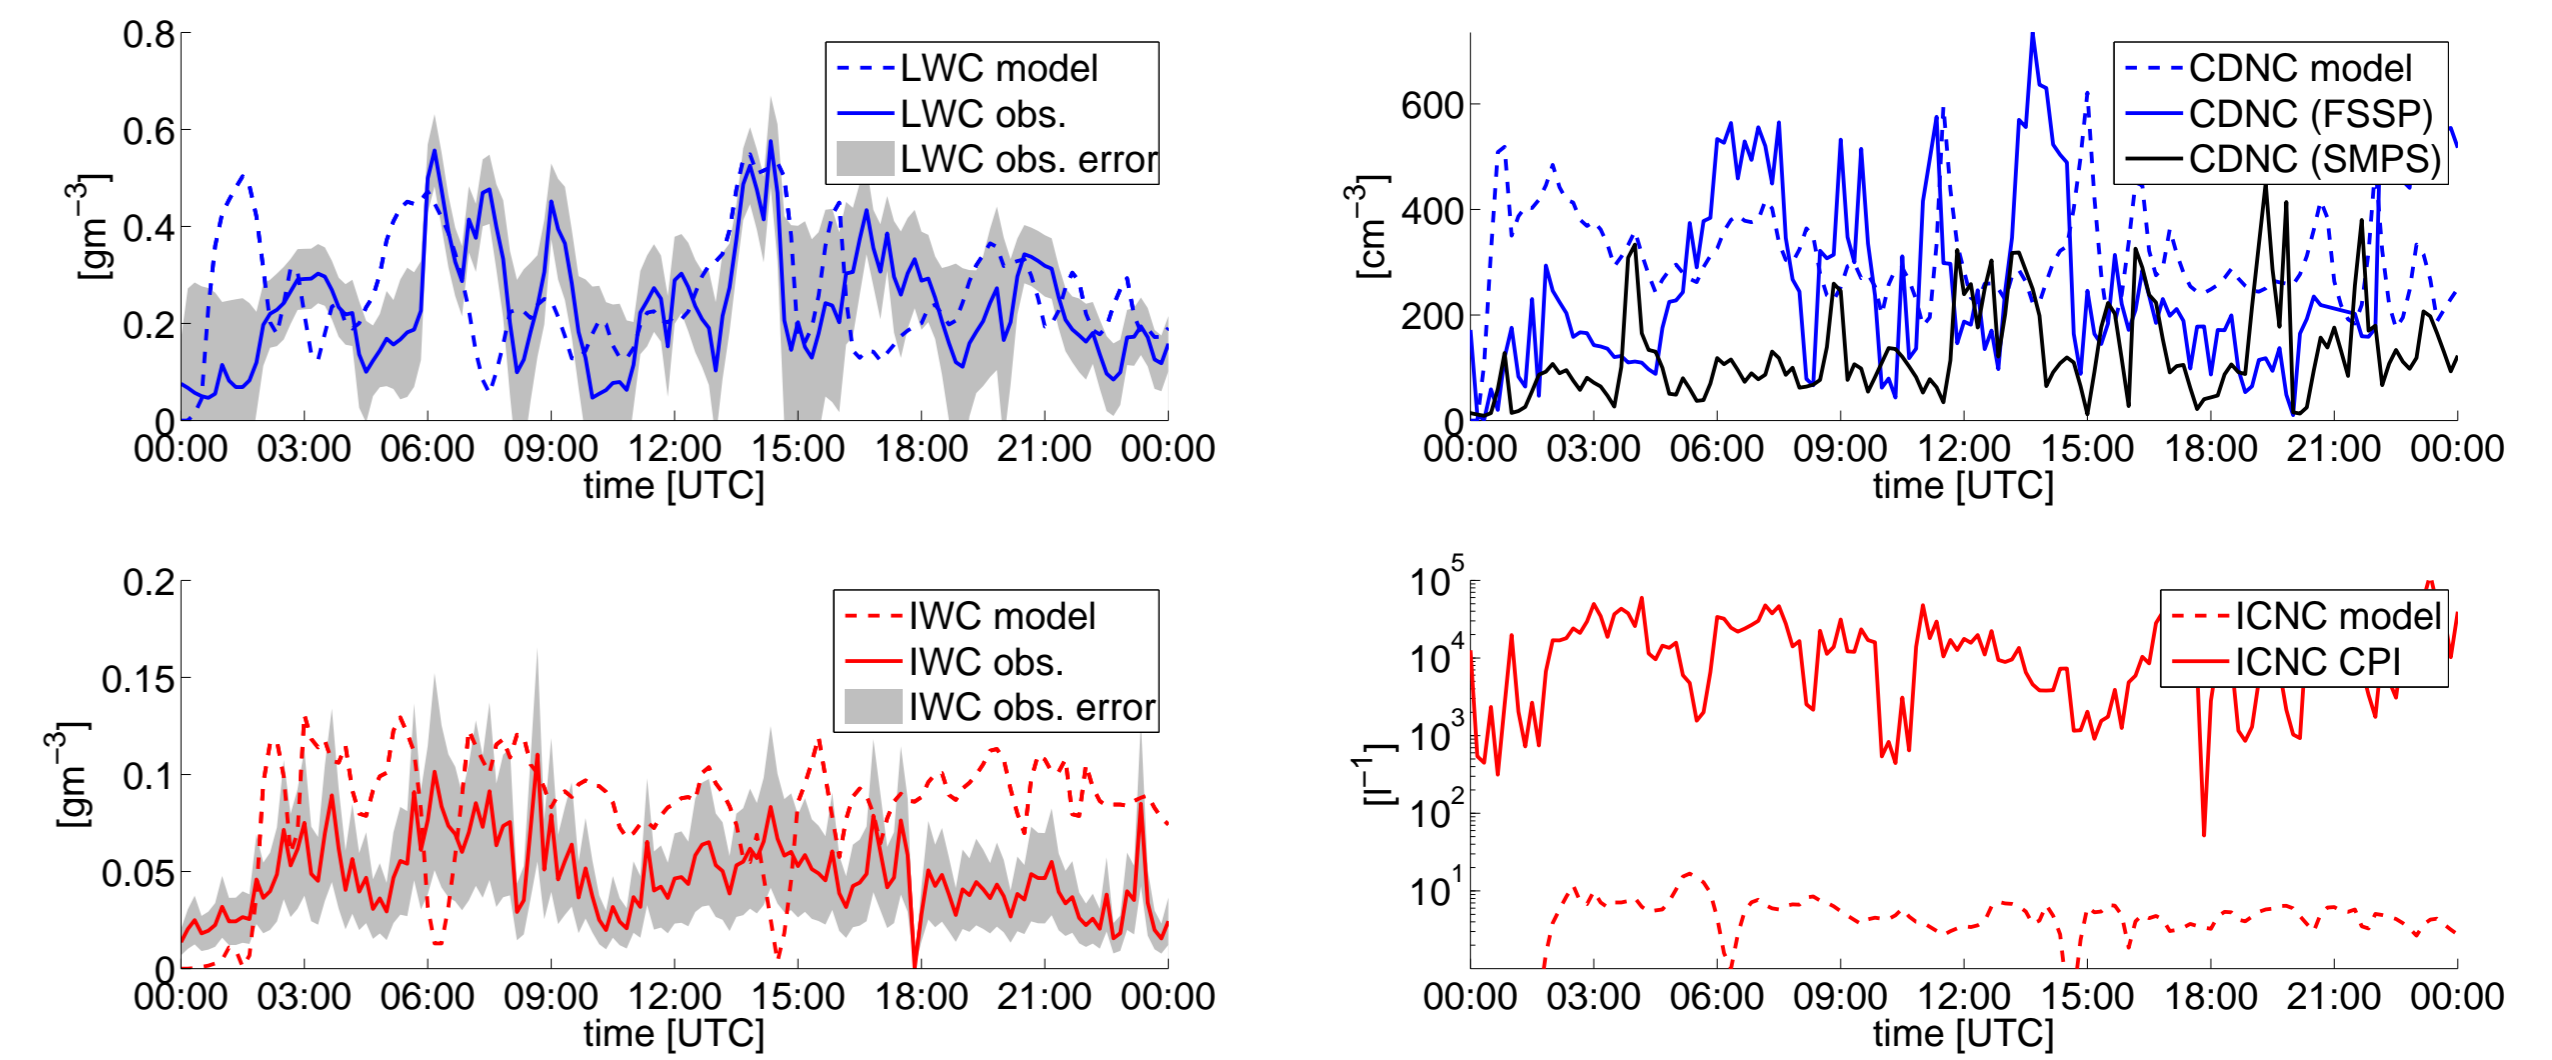 0.8
0.6
0.4
0.2
0
[gm⁻³]
LWC model
LWC obs.
LWC obs. error
00:00 03:00 06:00 09:00 12:00 15:00 18:00 21:00 00:00
time [UTC]
600
400
200
0
[cm⁻³]
CDNC model
CDNC (FSSP)
CDNC (SMPS)
00:00 03:00 06:00 09:00 12:00 15:00 18:00 21:00 00:00
time [UTC]
0.2
0.15
0.1
0.05
0
[gm⁻³]
IWC model
IWC obs.
IWC obs. error
00:00 03:00 06:00 09:00 12:00 15:00 18:00 21:00 00:00
time [UTC]
10⁵
10⁴
10³
10²
10¹
[l⁻¹]
ICNC model
ICNC CPI
00:00 03:00 06:00 09:00 12:00 15:00 18:00 21:00 00:00
time [UTC]